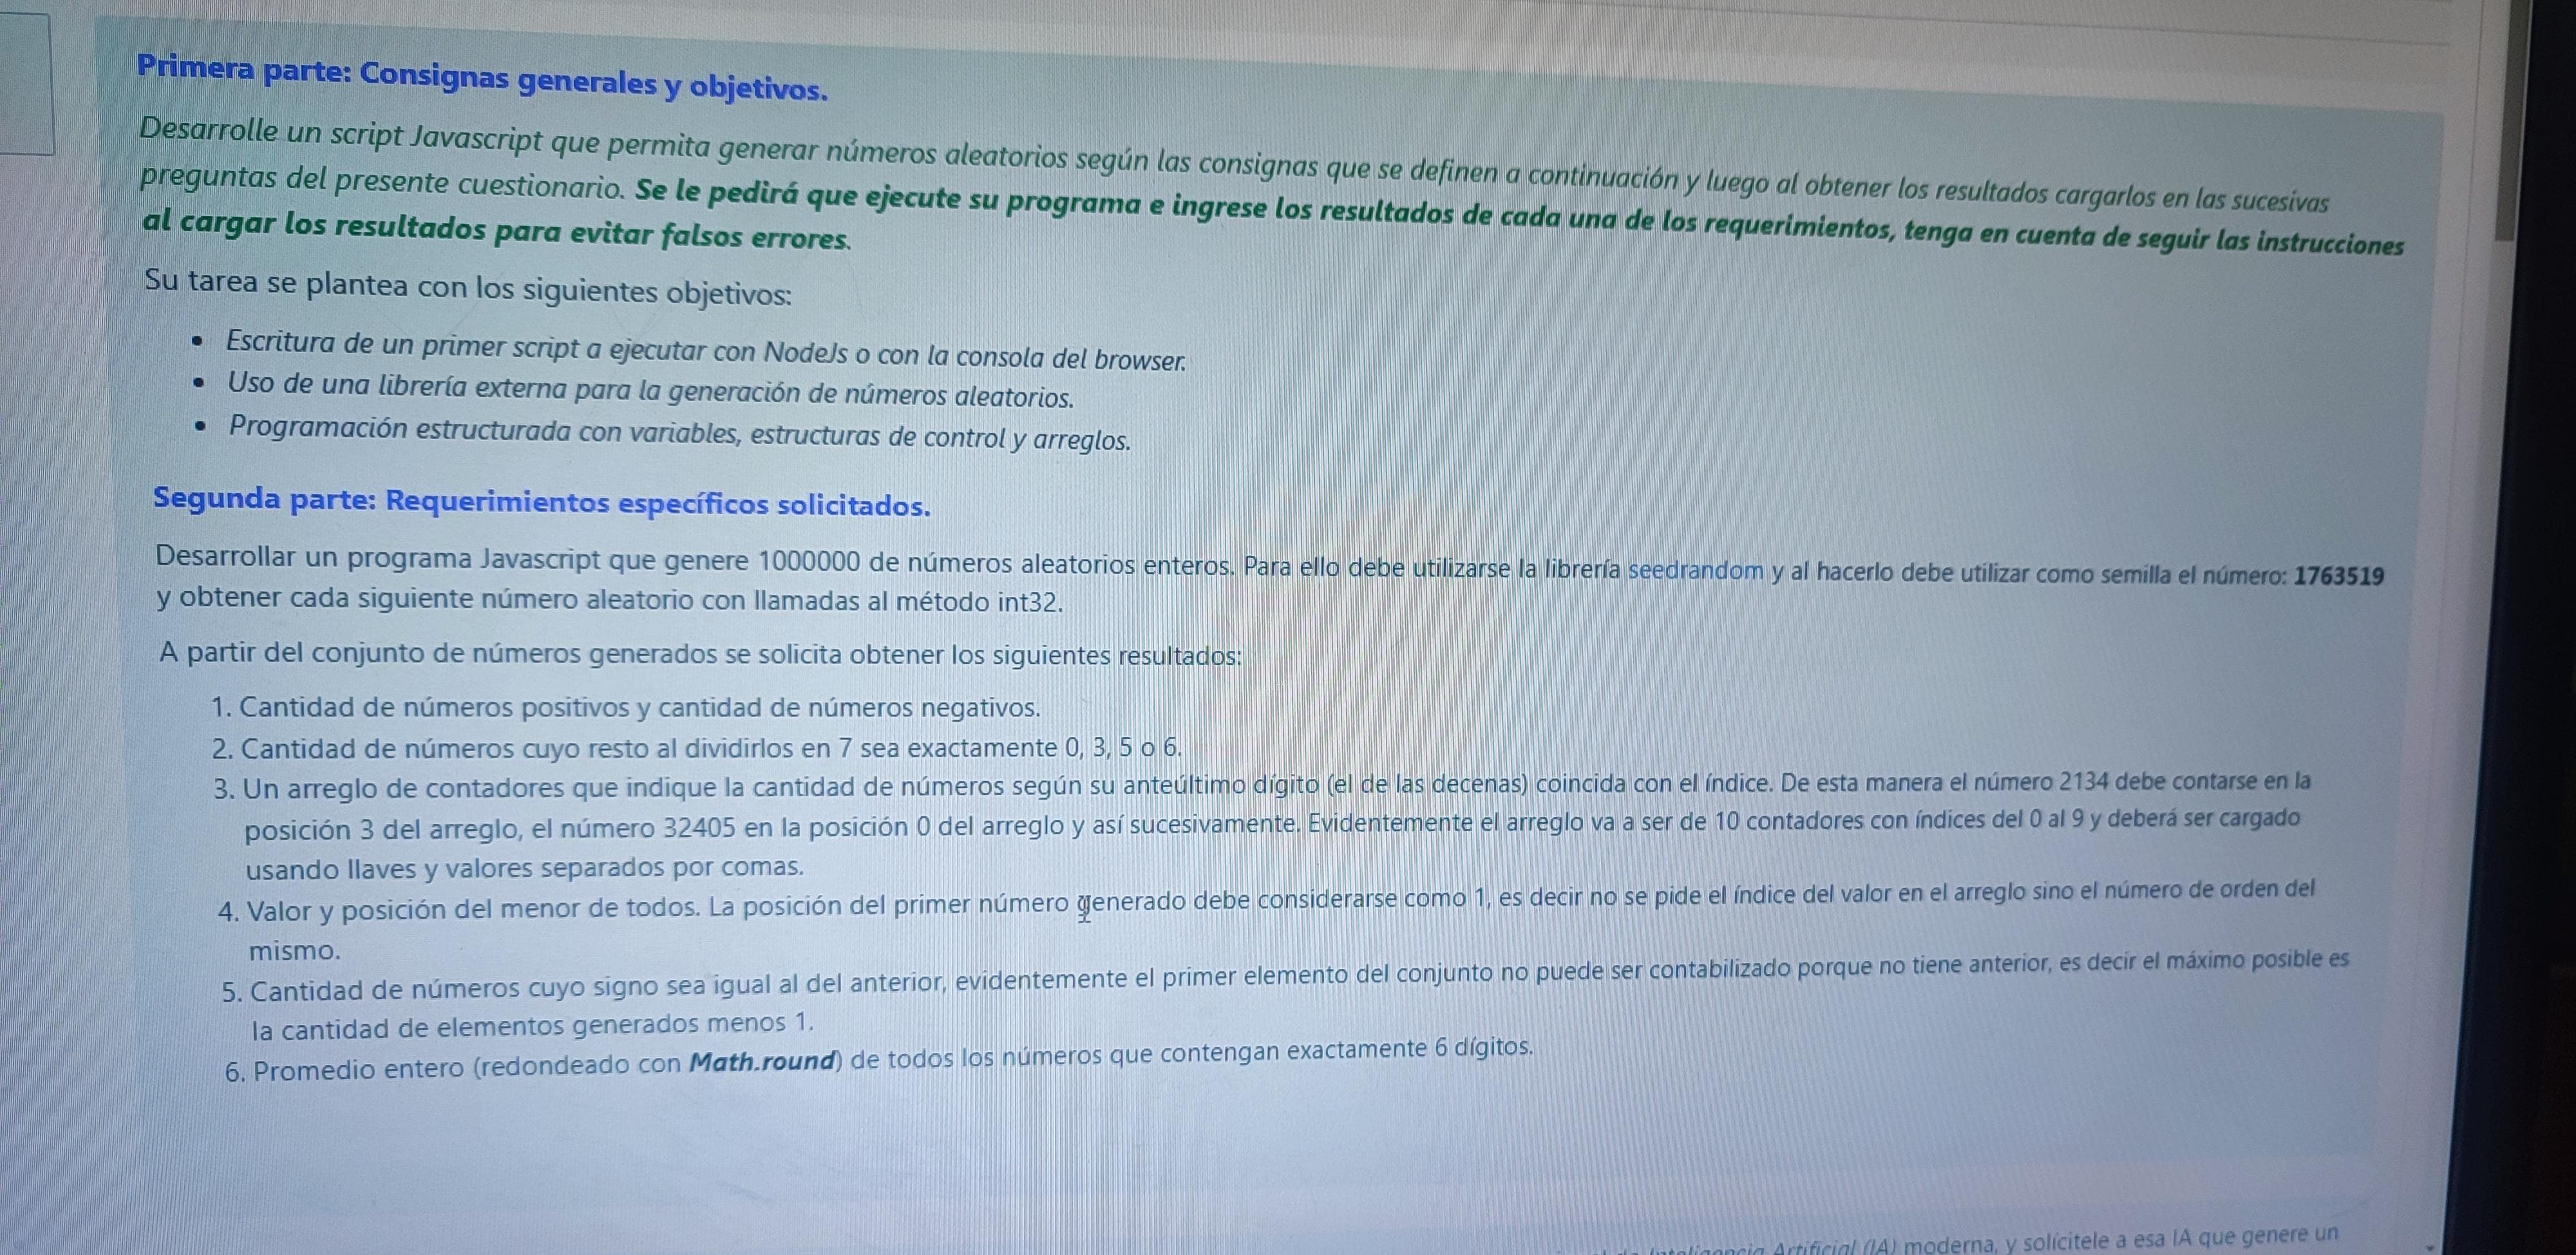 Primera parte: Consignas generales y objetivos.
Desarrolle un script Javascript que permita generar números aleatorios según las consignas que se definen a continuación y luego al obtener los resultados cargarlos en las sucesivas
preguntas del presente cuestionario. Se le pedirá que ejecute su programa e ingrese los resultados de cada una de los requerimientos, tenga en cuenta de seguir las instrucciones
al cargar los resultados para evitar falsos errores.
Su tarea se plantea con los siguientes objetivos:
• Escritura de un primer script a ejecutar con NodeJs o con la consola del browser.
• Uso de una librería externa para la generación de números aleatorios.
• Programación estructurada con variables, estructuras de control y arreglos.
Segunda parte: Requerimientos específicos solicitados.
Desarrollar un programa Javascript que genere 1000000 de números aleatorios enteros. Para ello debe utilizarse la librería seedrandom y al hacerlo debe utilizar como semilla el número: 1763519
y obtener cada siguiente número aleatorio con llamadas al método int32.
A partir del conjunto de números generados se solicita obtener los siguientes resultados:
1. Cantidad de números positivos y cantidad de números negativos.
2. Cantidad de números cuyo resto al dividirlos en 7 sea exactamente 0, 3, 5 o 6.
3. Un arreglo de contadores que indique la cantidad de números según su anteúltimo dígito (el de las decenas) coincida con el índice. De esta manera el número 2134 debe contarse en la
posición 3 del arreglo, el número 32405 en la posición 0 del arreglo y así sucesivamente. Evidentemente el arreglo va a ser de 10 contadores con índices del 0 al 9 y deberá ser cargado
usando llaves y valores separados por comas.
4. Valor y posición del menor de todos. La posición del primer número generado debe considerarse como 1, es decir no se pide el índice del valor en el arreglo sino el número de orden del
mismo.
5. Cantidad de números cuyo signo sea igual al del anterior, evidentemente el primer elemento del conjunto no puede ser contabilizado porque no tiene anterior, es decir el máximo posible es
la cantidad de elementos generados menos 1.
6. Promedio entero (redondeado con Math.round) de todos los números que contengan exactamente 6 dígitos.
Artificial (IA) moderna, y solicítele a esa IA que genere un